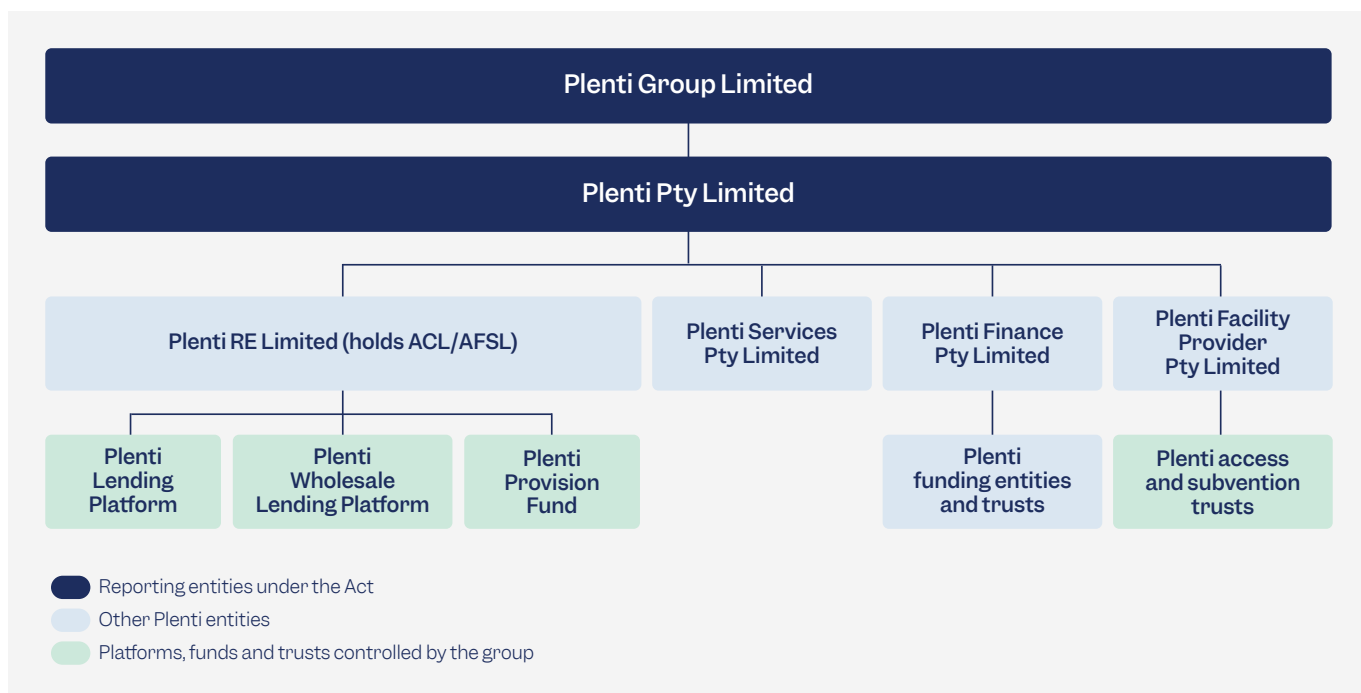 Plenti Group Limited
Plenti Pty Limited
Plenti RE Limited (holds ACL/AFSL)
Plenti Services
Pty Limited
Plenti Finance
Pty Limited
Plenti Facility
Provider
Pty Limited
Plenti
Lending
Platform
Plenti
Wholesale
Lending Platform
Plenti
Provision
Fund
Plenti
funding entities
and trusts
Plenti access
and subvention
trusts
Reporting entities under the Act
Other Plenti entities
Platforms, funds and trusts controlled by the group